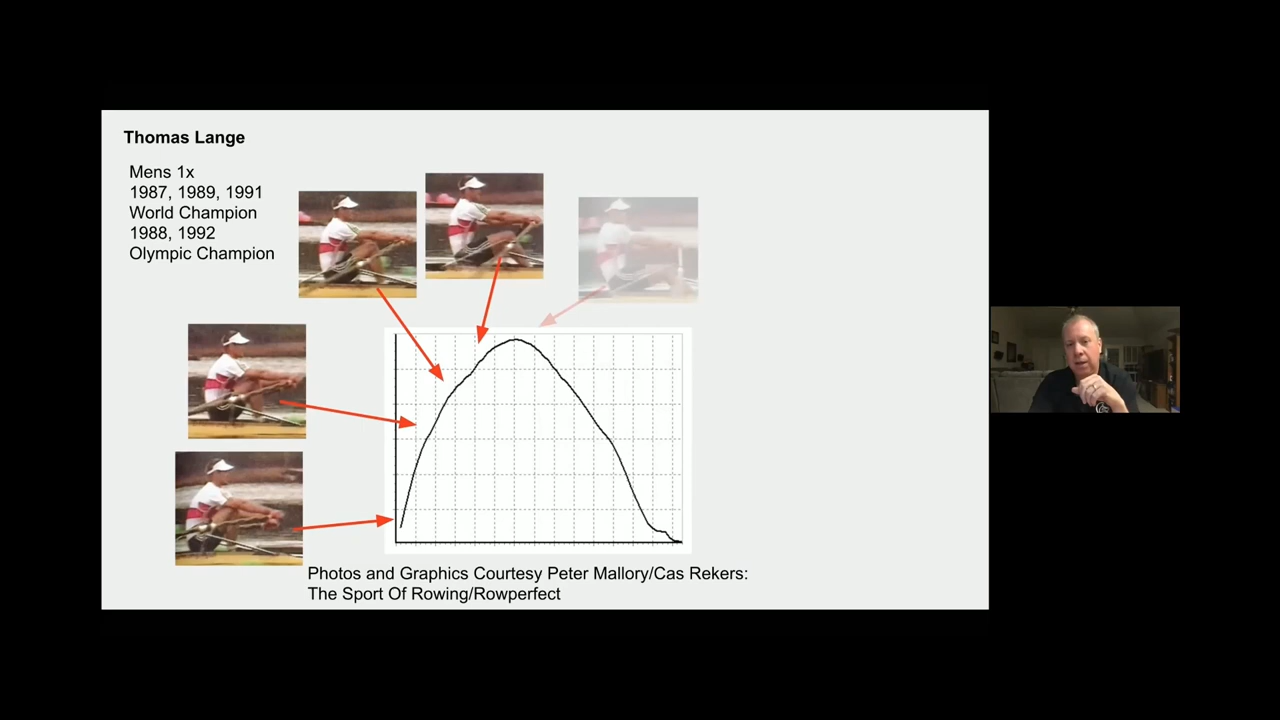 Thomas Lange
Mens 1x
1987, 1989, 1991
World Champion
1988, 1992
Olympic Champion
Photos and Graphics Courtesy Peter Mallory/Cas Rekers:
The Sport Of Rowing/Rowperfect